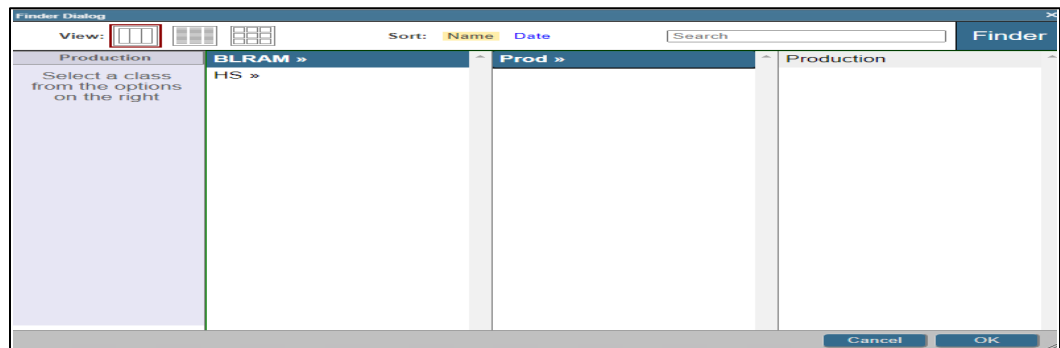 Finder Dialog
View: Sort: Name Date Search Finder
Production BLRAM » Prod » Production
Select a class HS »
from the options
on the right
Cancel OK